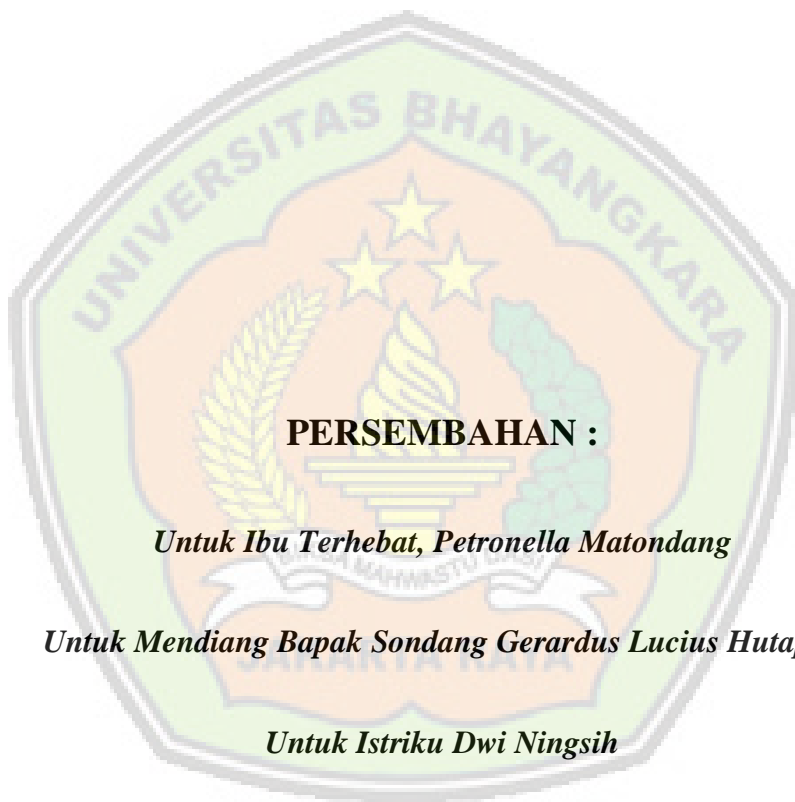 UNIVERSITAS BHAYANGKARA
PERSEMBAHAN :
Untuk Ibu Terhebat, Petronella Matondang
MAHWASTU
Untuk Mendiang Bapak Sondang Gerardus Lucius
JAKARTA RAYA
Untuk Istriku Dwi Ningsih